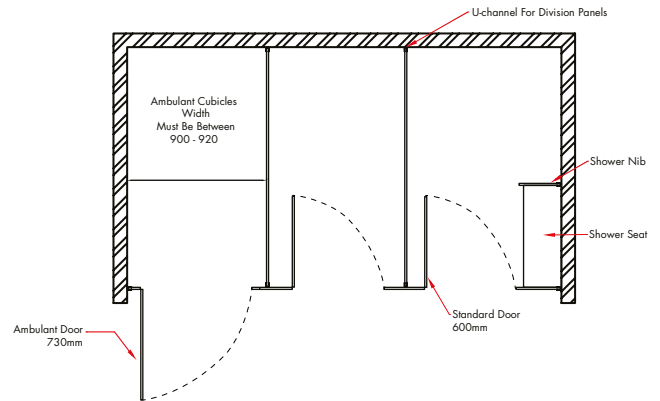 U-channel For Division Panels
Ambulant Cubicles
Width
Must Be Between
900 - 920
Shower Nib
Shower Seat
Standard Door
600mm
Ambulant Door
730mm